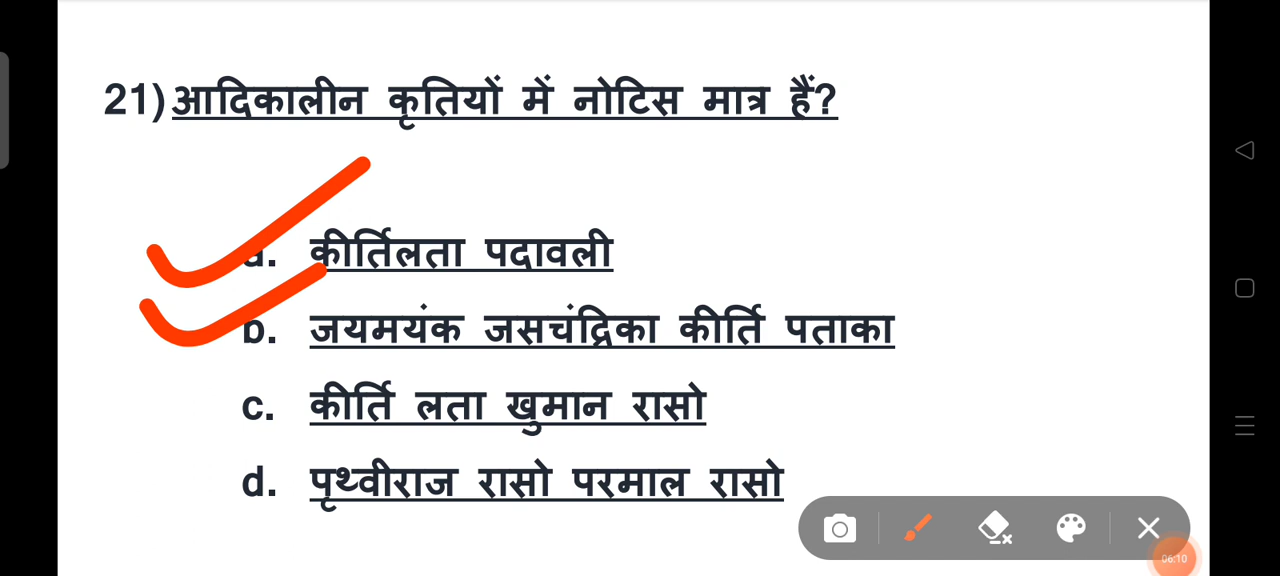 21) आदिकालीन कृतियों में नोटिस मात्र हैं?
a. कीर्तिलता पदावली
b. जयमयंक जसचंद्रिका कीर्ति पताका
c. कीर्ति लता खुमान रासो
d. पृथ्वीराज रासो परमाल रासो
06:10